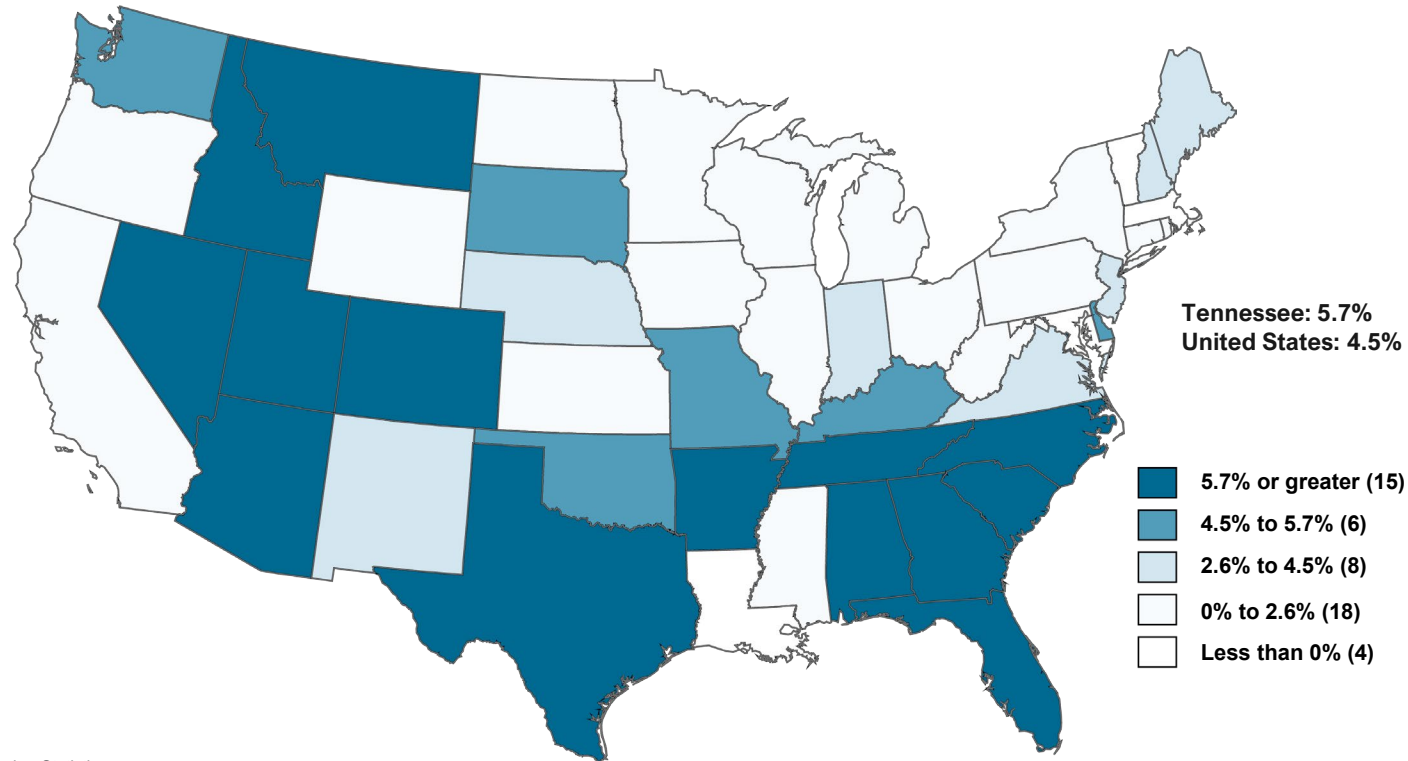 Tennessee: 5.7%
United States: 4.5%
5.7% or greater (15)
4.5% to 5.7% (6)
2.6% to 4.5% (8)
0% to 2.6% (18)
Less than 0% (4)